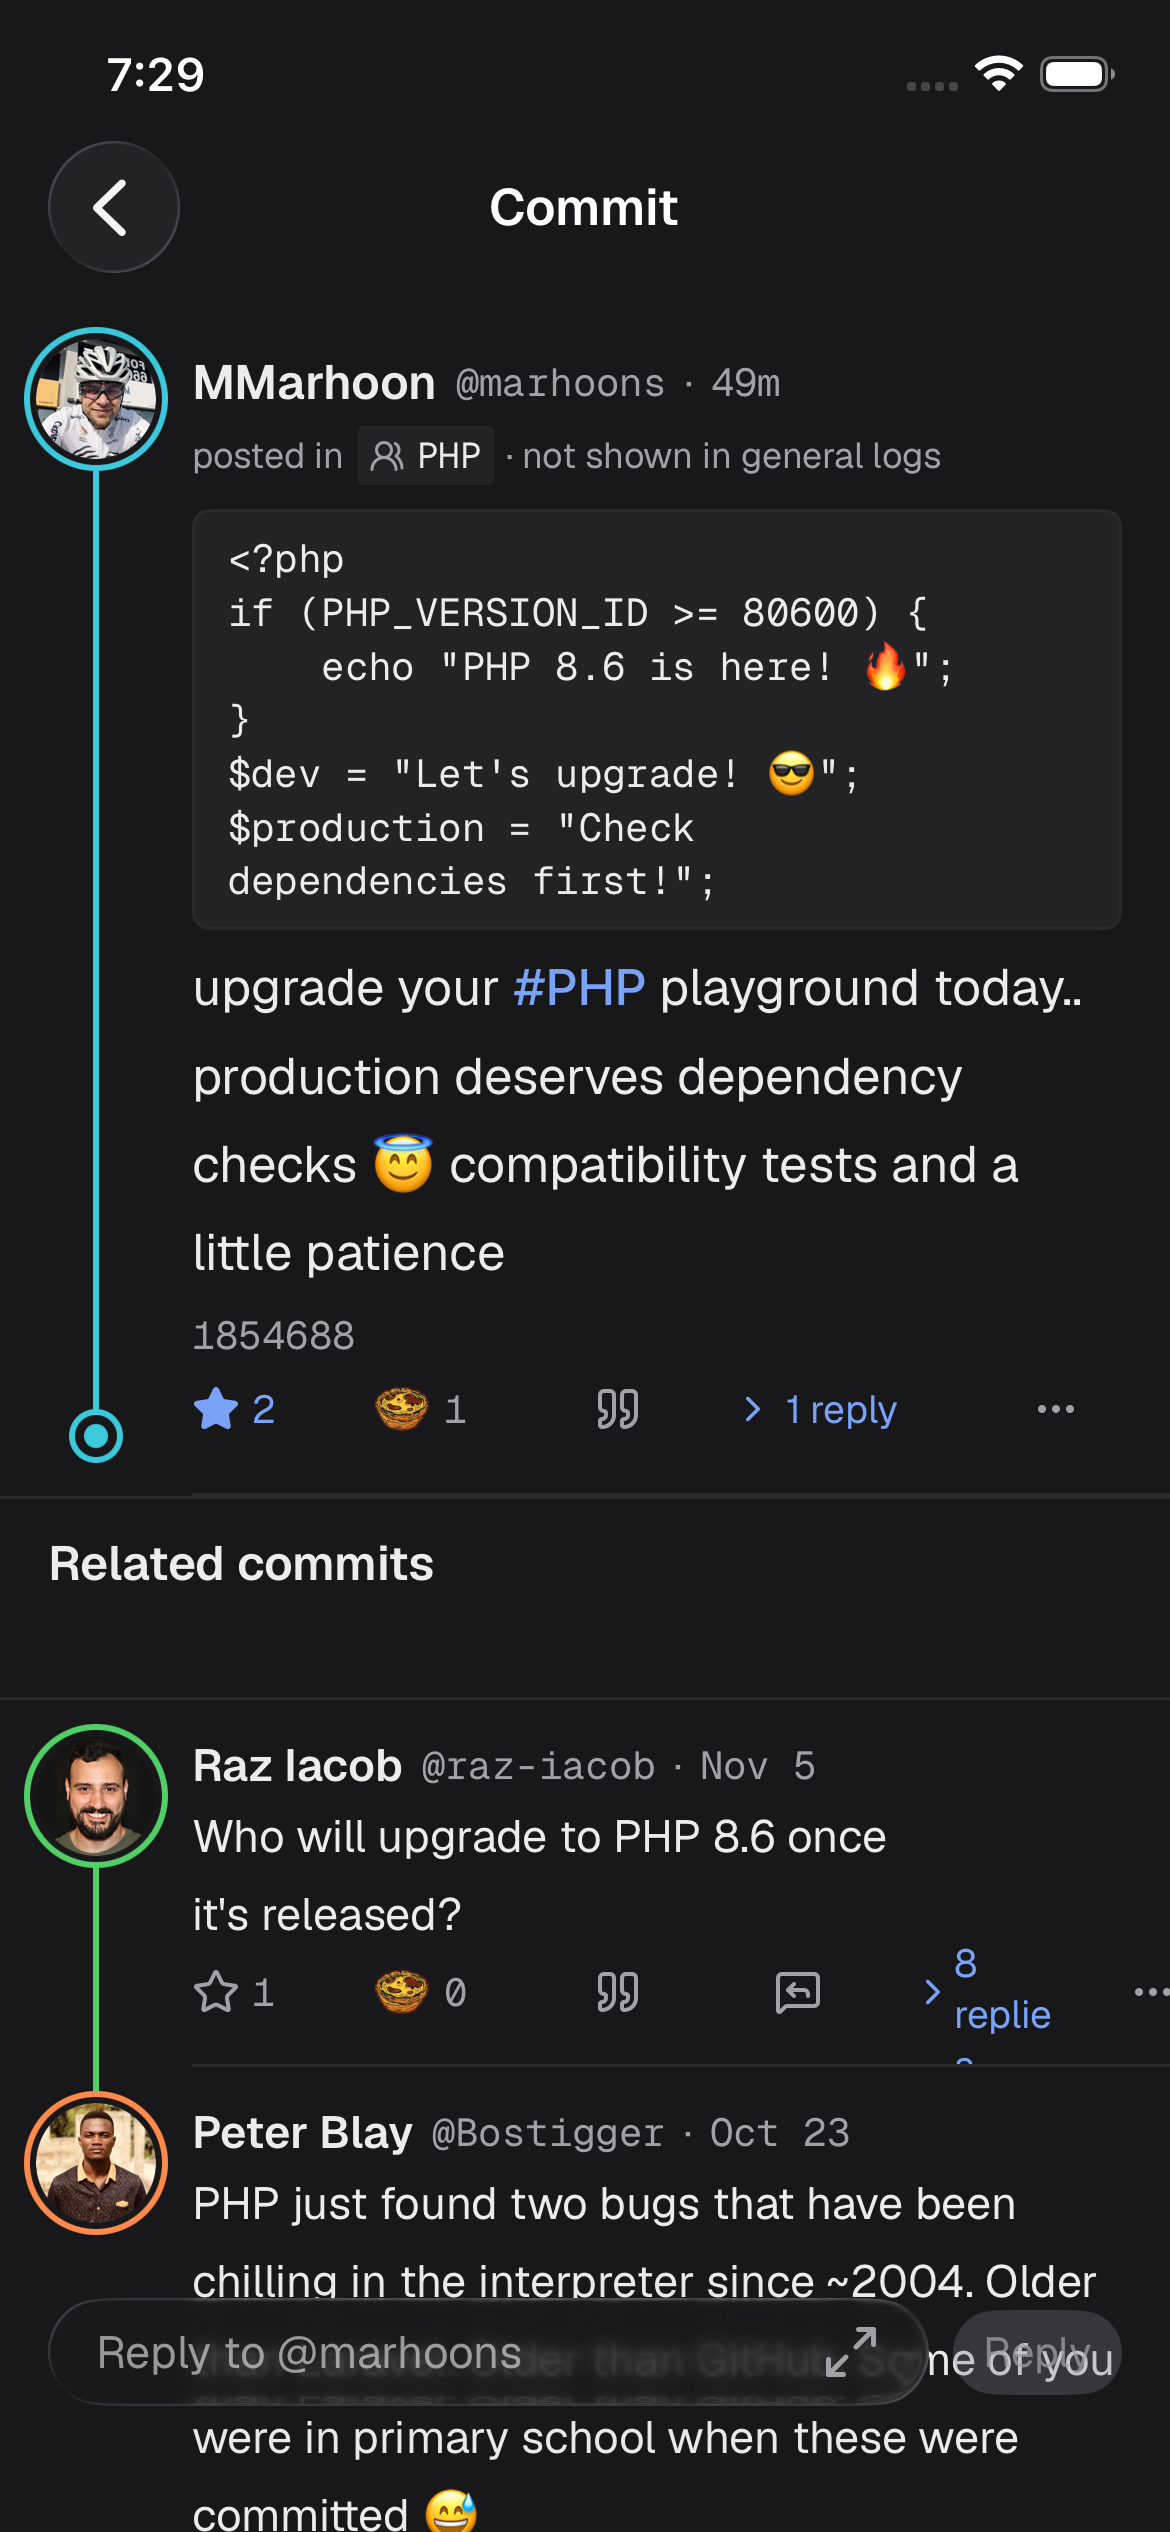 7:29
Commit
MMarhoon @marhoons · 49m
posted in PHP · not shown in general logs
<?php
if (PHP_VERSION_ID >= 80600) {
    echo "PHP 8.6 is here! 🔥";
}
$dev = "Let's upgrade! 😎";
$production = "Check
dependencies first!";
upgrade your #PHP playground today..
production deserves dependency
checks 😇 compatibility tests and a
little patience
1854688
2 1 1 reply
Related commits
Raz Iacob @raz-iacob · Nov 5
Who will upgrade to PHP 8.6 once
it's released?
1 0 8
replie
Peter Blay @Bostigger · Oct 23
PHP just found two bugs that have been
chilling in the interpreter since ~2004. Older
than GitHub. Some of you
Reply to @marhoons Reply
were in primary school when these were
committed 😅